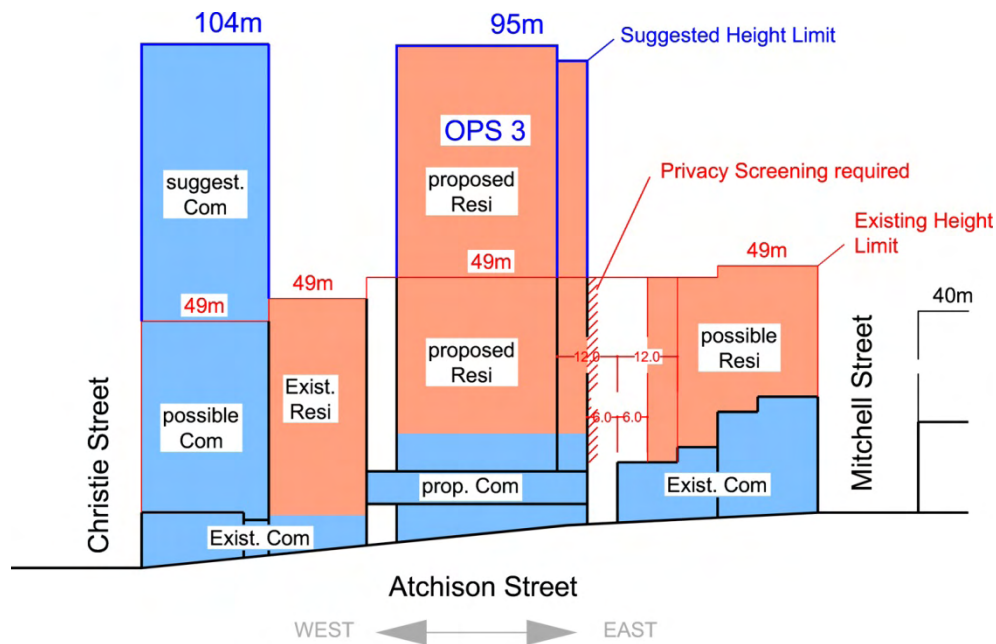 104m
95m
Suggested Height Limit
OPS 3
suggest.
Com
proposed
Resi
Privacy Screening required
Existing Height
Limit
49m
49m
49m
49m
40m
possible
Com
Exist.
Resi
proposed
Resi
12.0
12.0
possible
Resi
6.0
6.0
prop. Com
Exist. Com
Exist. Com
Christie Street
Mitchell Street
Atchison Street
WEST
EAST